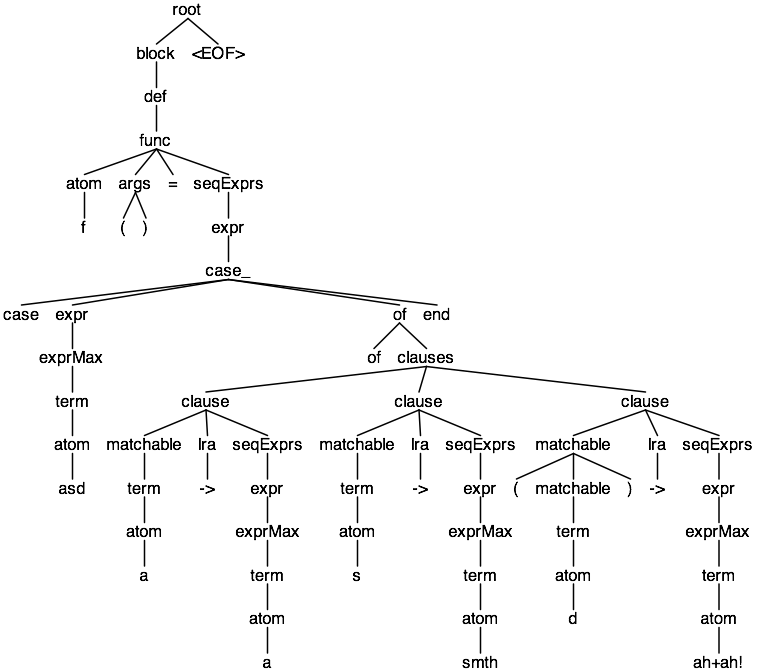 root
block <EOF>
def
func
atom args = seqExprs
f ( ) expr
case_
case expr of end
exprMax of clauses
term clause clause clause
atom matchable lra seqExprs matchable lra seqExprs matchable lra seqExprs
asd term -> expr term -> expr ( matchable ) -> expr
atom exprMax atom exprMax term exprMax
a term s term atom term
atom atom d atom
a smth ah+ah!